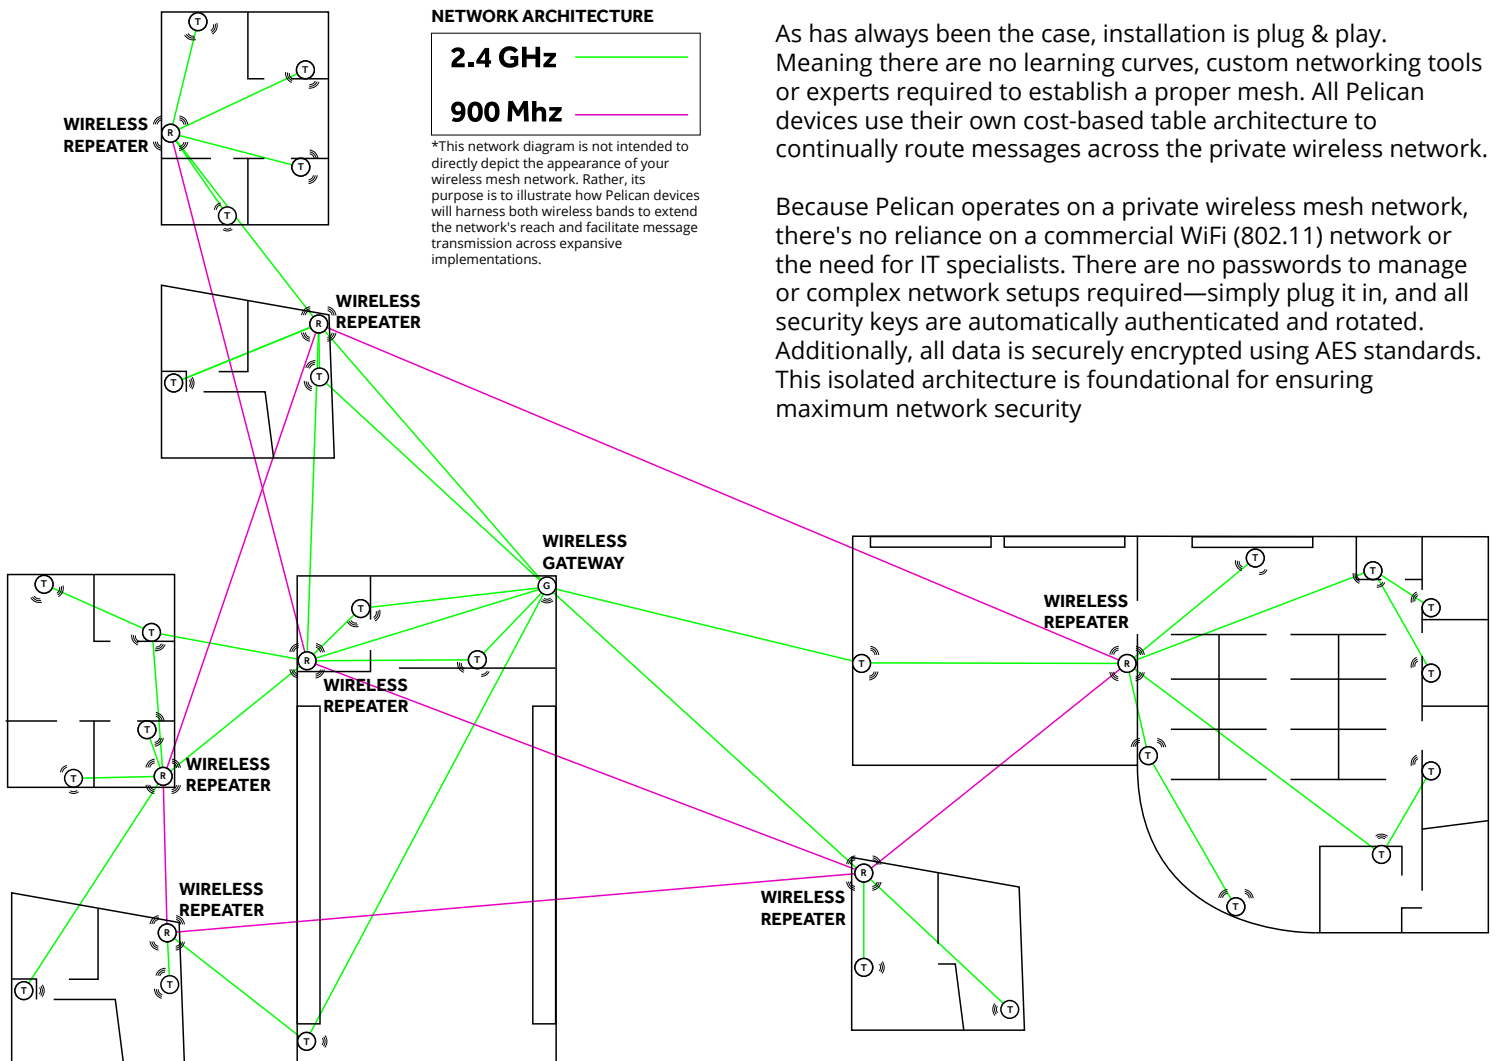 NETWORK ARCHITECTURE
2.4 GHz
900 Mhz
*This network diagram is not intended to
directly depict the appearance of your
wireless mesh network. Rather, its
purpose is to illustrate how Pelican devices
will harness both wireless bands to extend
the network's reach and facilitate message
transmission across expansive
implementations.
As has always been the case, installation is plug & play.
Meaning there are no learning curves, custom networking tools
or experts required to establish a proper mesh. All Pelican
devices use their own cost-based table architecture to
continually route messages across the private wireless network.
Because Pelican operates on a private wireless mesh network,
there's no reliance on a commercial WiFi (802.11) network or
the need for IT specialists. There are no passwords to manage
or complex network setups required—simply plug it in, and all
security keys are automatically authenticated and rotated.
Additionally, all data is securely encrypted using AES standards.
This isolated architecture is foundational for ensuring
maximum network security
T
T
WIRELESS
REPEATER
R
T
T
WIRELESS
REPEATER
R
T
T
WIRELESS
GATEWAY
G
T
T
T
R
T
WIRELESS
REPEATER
T
T
WIRELESS
REPEATER
R
T
WIRELESS
REPEATER
R
T
T
T
WIRELESS
REPEATER
R
T
T
T
T
T
T
T
T
T
T
WIRELESS
REPEATER
R
T
T